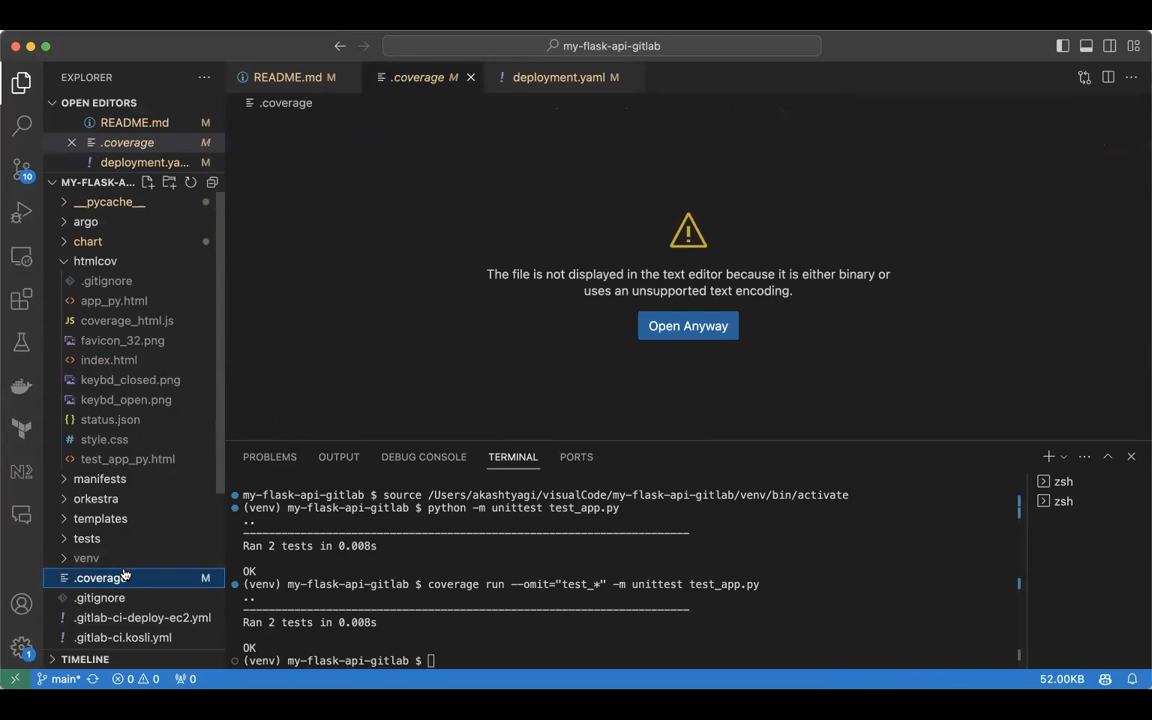 my-flask-api-gitlab
EXPLORER
README.md M
.coverage M
deployment.yaml M
OPEN EDITORS
README.md M
.coverage M
deployment.ya... M
MY-FLASK-A...
__pycache__
argo
chart
htmlcov
.gitignore
app_py.html
coverage_html.js
favicon_32.png
index.html
keybd_closed.png
keybd_open.png
status.json
style.css
test_app_py.html
manifests
orkestra
templates
tests
venv
.coverage M
.gitignore
.gitlab-ci-deploy-ec2.yml
.gitlab-ci.kosli.yml
TIMELINE
10
JS
N2
1
.coverage
The file is not displayed in the text editor because it is either binary or
uses an unsupported text encoding.
Open Anyway
PROBLEMS OUTPUT DEBUG CONSOLE TERMINAL PORTS
my-flask-api-gitlab $ source /Users/akashtyagi/visualCode/my-flask-api-gitlab/venv/bin/activate
(venv) my-flask-api-gitlab $ python -m unittest test_app.py
..
Ran 2 tests in 0.008s
OK
(venv) my-flask-api-gitlab $ coverage run --omit="test_*" -m unittest test_app.py
..
Ran 2 tests in 0.008s
OK
(venv) my-flask-api-gitlab $
zsh
zsh
main* 0 0 0
52.00KB